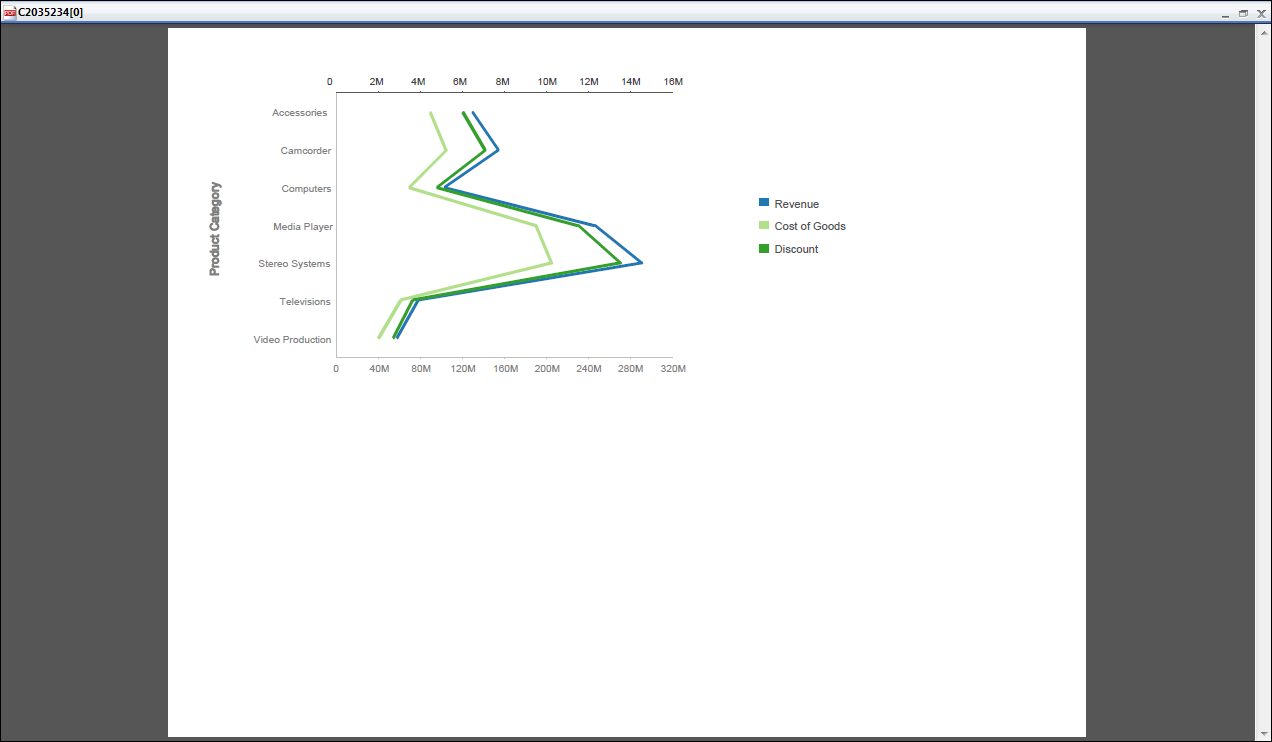 C2035234[0]
0 2M 4M 6M 8M 10M 12M 14M 16M
Accessories
Camcorder
Computers
Media Player
Stereo Systems
Televisions
Video Production
Product Category
0 40M 80M 120M 160M 200M 240M 280M 320M
Revenue
Cost of Goods
Discount